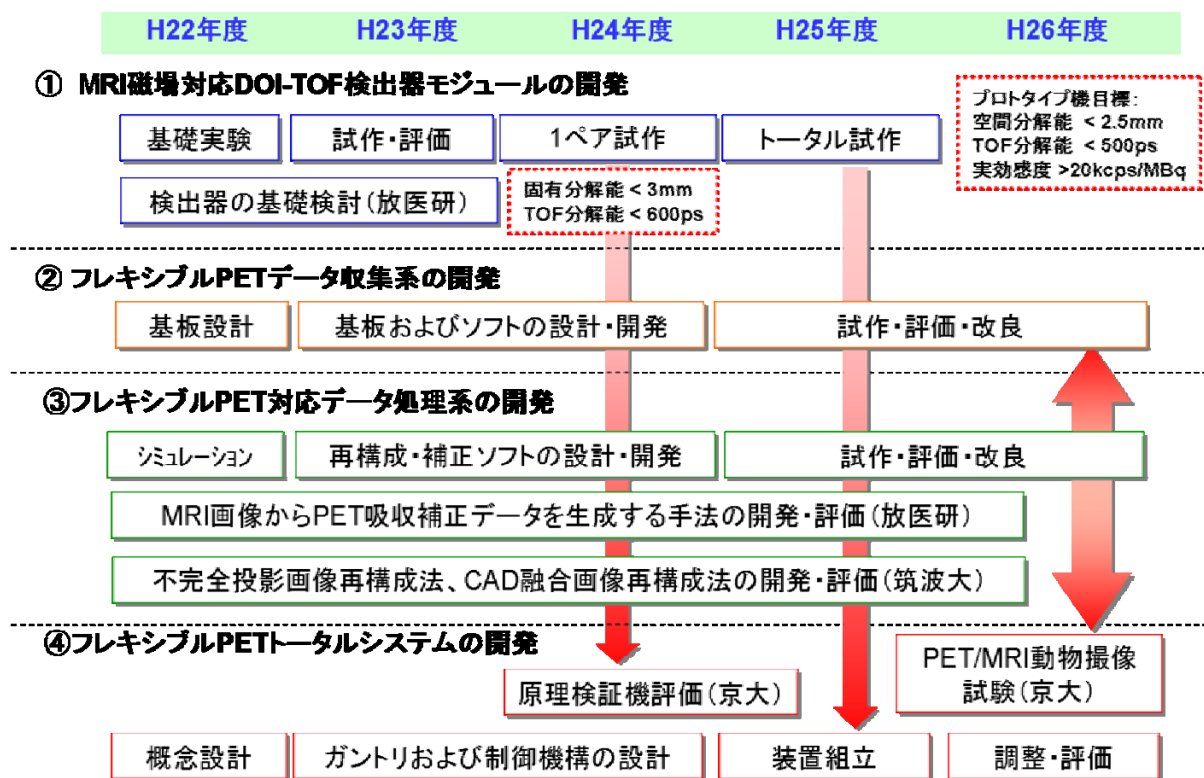 H22年度 H23年度 H24年度 H25年度 H26年度
① MRI磁場対応DOI-TOF検出器モジュールの開発
プロトタイプ機目標:
空間分解能 < 2.5mm
TOF分解能 < 500ps
実効感度 >20kcps/MBq
基礎実験 試作・評価 1ペア試作 トータル試作
検出器の基礎検討(放医研)
固有分解能 < 3mm
TOF分解能 < 600ps
② フレキシブルPETデータ収集系の開発
基板設計 基板およびソフトの設計・開発 試作・評価・改良
③フレキシブルPET対応データ処理系の開発
シミュレーション 再構成・補正ソフトの設計・開発 試作・評価・改良
MRI画像からPET吸収補正データを生成する手法の開発・評価(放医研)
不完全投影画像再構成法、CAD融合画像再構成法の開発・評価(筑波大)
④フレキシブルPETトータルシステムの開発
原理検証機評価(京大)
PET/MRI動物撮像
試験(京大)
概念設計 ガントリおよび制御機構の設計 装置組立 調整・評価